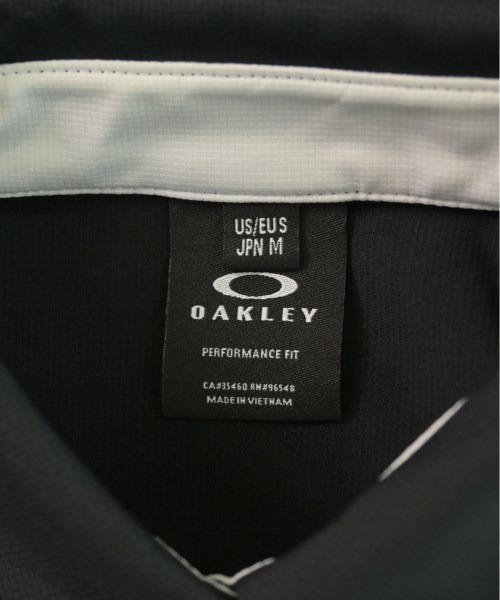 US/EU S
JPN M
OAKLEY
PERFORMANCE FIT
CA#35460 RN#96548
MADE IN VIETNAM